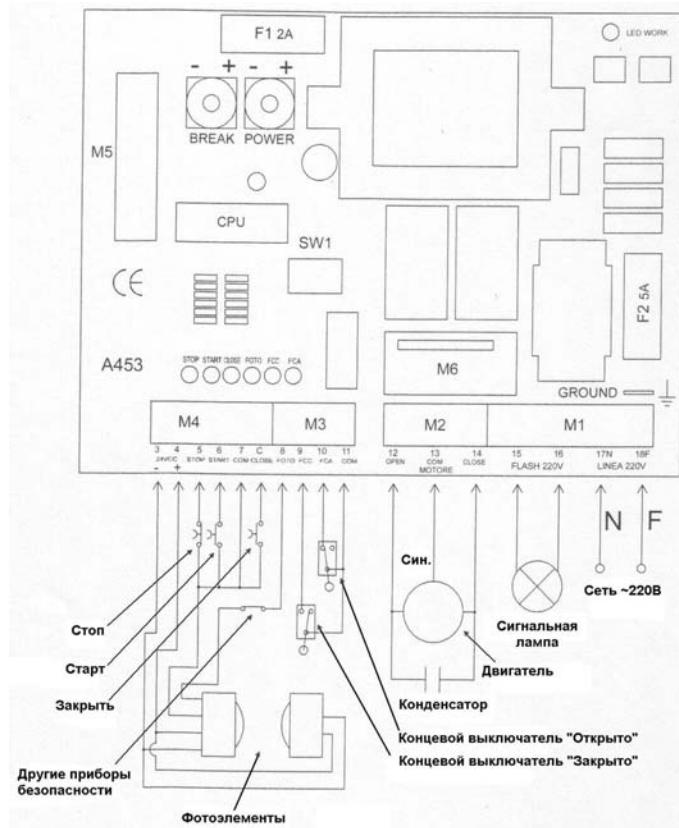 F1 2A
LED WORK
- + - +
BREAK POWER
M5
CPU
SW1
CE
F2 5A
STOP START CLOSE FOTO FCC FCA
A453
M6
GROUND
M4 M3 M2 M1
3 4 5 6 7 C 8 9 10 11 12 13 14 15 16 17N 18F
24VCC STOP START COM CLOSE FOTO FCC FCA COM OPEN COM CLOSE FLASH 220V LINEA 220V
MOTORE
- +
N F
Син.
Сеть ~220В
Стоп
Сигнальная
лампа
Старт
Двигатель
Закрыть
Конденсатор
Концевой выключатель "Открыто"
Концевой выключатель "Закрыто"
Другие приборы
безопасности
Фотоэлементы